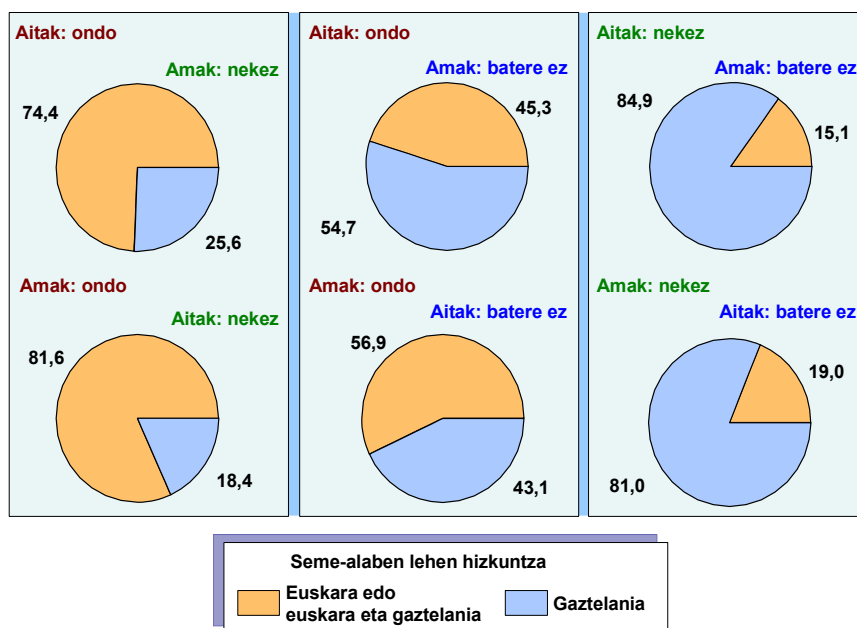 Aitak: ondo
Amak: nekez
74,4
25,6
Amak: ondo
Aitak: nekez
81,6
18,4
Aitak: ondo
Amak: batere ez
45,3
54,7
Amak: ondo
Aitak: batere ez
56,9
43,1
Aitak: nekez
Amak: batere ez
84,9
15,1
Amak: nekez
Aitak: batere ez
19,0
81,0
Seme-alaben lehen hizkuntza
Euskara edo
euskara eta gaztelania
Gaztelania